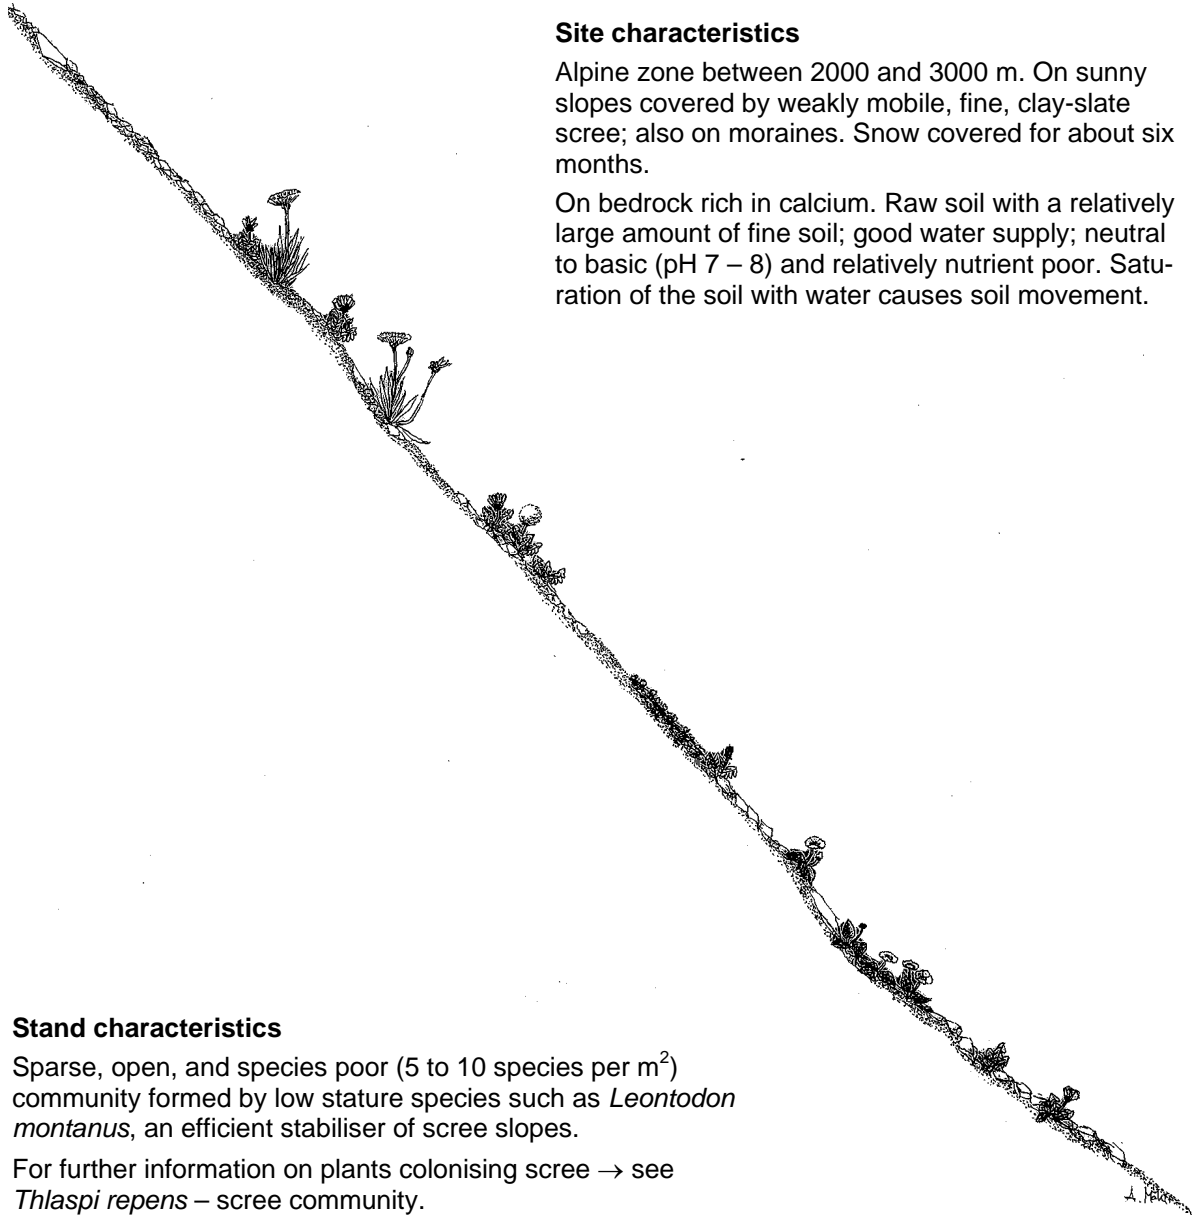 Site characteristics
Alpine zone between 2000 and 3000 m. On sunny
slopes covered by weakly mobile, fine, clay-slate
scree; also on moraines. Snow covered for about six
months.
On bedrock rich in calcium. Raw soil with a relatively
large amount of fine soil; good water supply; neutral
to basic (pH 7 – 8) and relatively nutrient poor. Satu-
ration of the soil with water causes soil movement.
Stand characteristics
Sparse, open, and species poor (5 to 10 species per m²)
community formed by low stature species such as Leontodon
montanus, an efficient stabiliser of scree slopes.
For further information on plants colonising scree → see
Thlaspi repens – scree community.